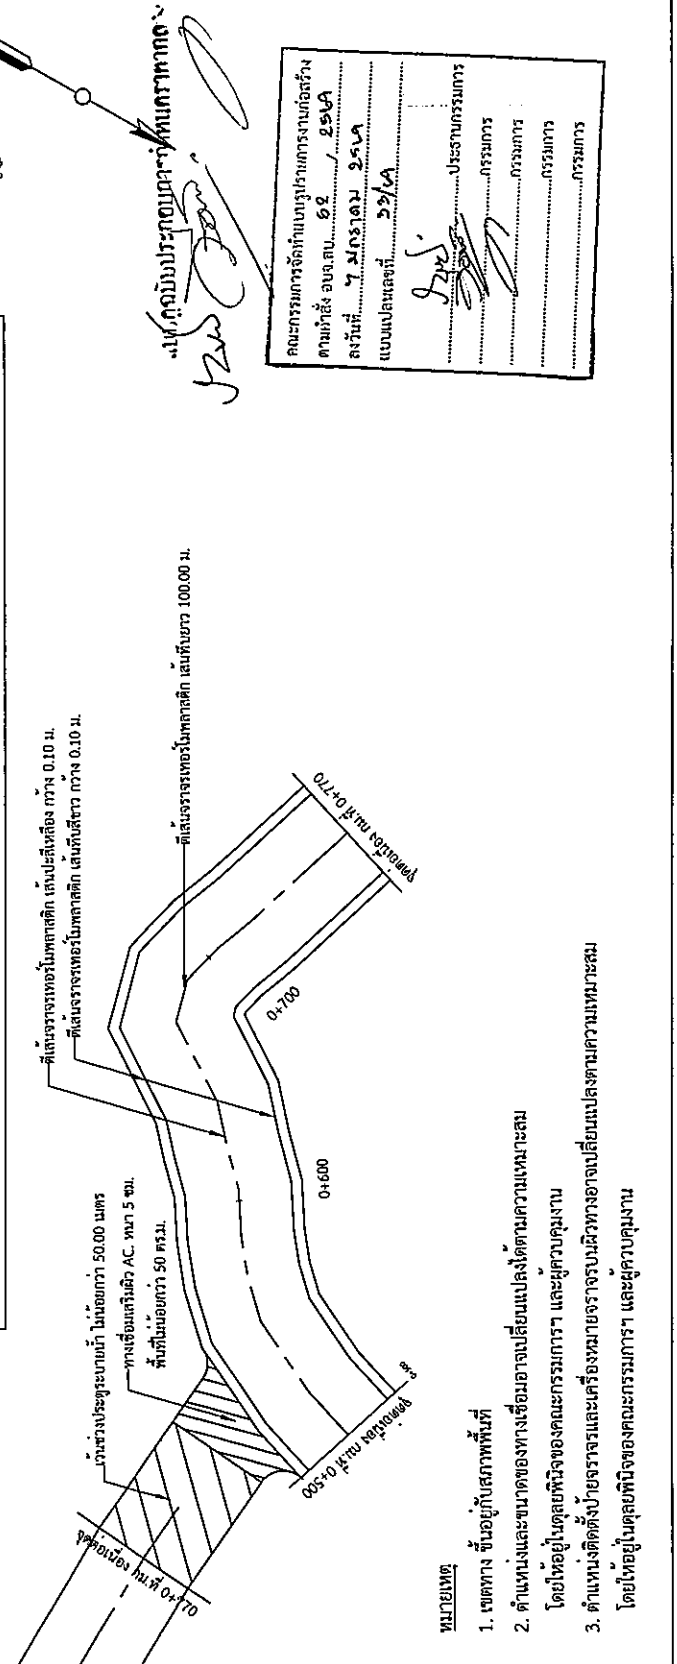 ตีเส้นจราจรเทอร์โมพลาสติก เส้นปะสีเหลือง กว้าง 0.10 ม.
ตีเส้นจราจรเทอร์โมพลาสติก เส้นทึบสีขาว กว้าง 0.10 ม.
ตีเส้นจราจรเทอร์โมพลาสติก เส้นทึบยาว 100.00 ม.
เว้นช่วงประตูระบายน้ำ ไม่น้อยกว่า 50.00 เมตร
ทางเชื่อมเสริมผิว AC. หนา 5 ซม.
พื้นที่ไม่น้อยกว่า 50 ตร.ม.
จุดต่อเนื่อง กม.ที่ 0+770
จุดต่อเนื่อง กม.ที่ 0+500
0+600
0+700
จุดต่อเนื่อง กม.ที่ 0+770
คณะกรรมการจัดทำแบบรูปรายการงานก่อสร้าง
ตามคำสั่ง อบจ.สบ. 62 / 25๖๗
ลงวันที่ ๆ มกราคม 25๖๗
แบบแปลนเลขที่
ประธานกรรมการ
กรรมการ
กรรมการ
กรรมการ
กรรมการ
หมายเหตุ
1. เขตทาง ขึ้นอยู่กับสภาพพื้นที่
2. ตำแหน่งและขนาดของทางเชื่อมอาจเปลี่ยนแปลงได้ตามความเหมาะสม
โดยให้อยู่ในดุลยพินิจของคณะกรรมการฯ และผู้ควบคุมงาน
3. ตำแหน่งติดตั้งป้ายจราจรและเครื่องหมายจราจรบนผิวทางอาจเปลี่ยนแปลงตามความเหมาะสม
โดยให้อยู่ในดุลยพินิจของคณะกรรมการฯ และผู้ควบคุมงาน